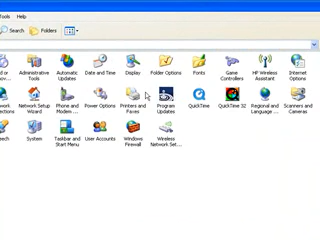 Tools Help
Search Folders
Administrative Tools
Automatic Updates
Date and Time
Display
Folder Options
Fonts
Game Controllers
HP Wireless Assistant
Internet Options
Network Setup Wizard
Phone and Modem ...
Power Options
Printers and Faxes
Program Updates
QuickTime
QuickTime 32
Regional and Language ...
Scanners and Cameras
System
Taskbar and Start Menu
User Accounts
Windows Firewall
Wireless Network Set...